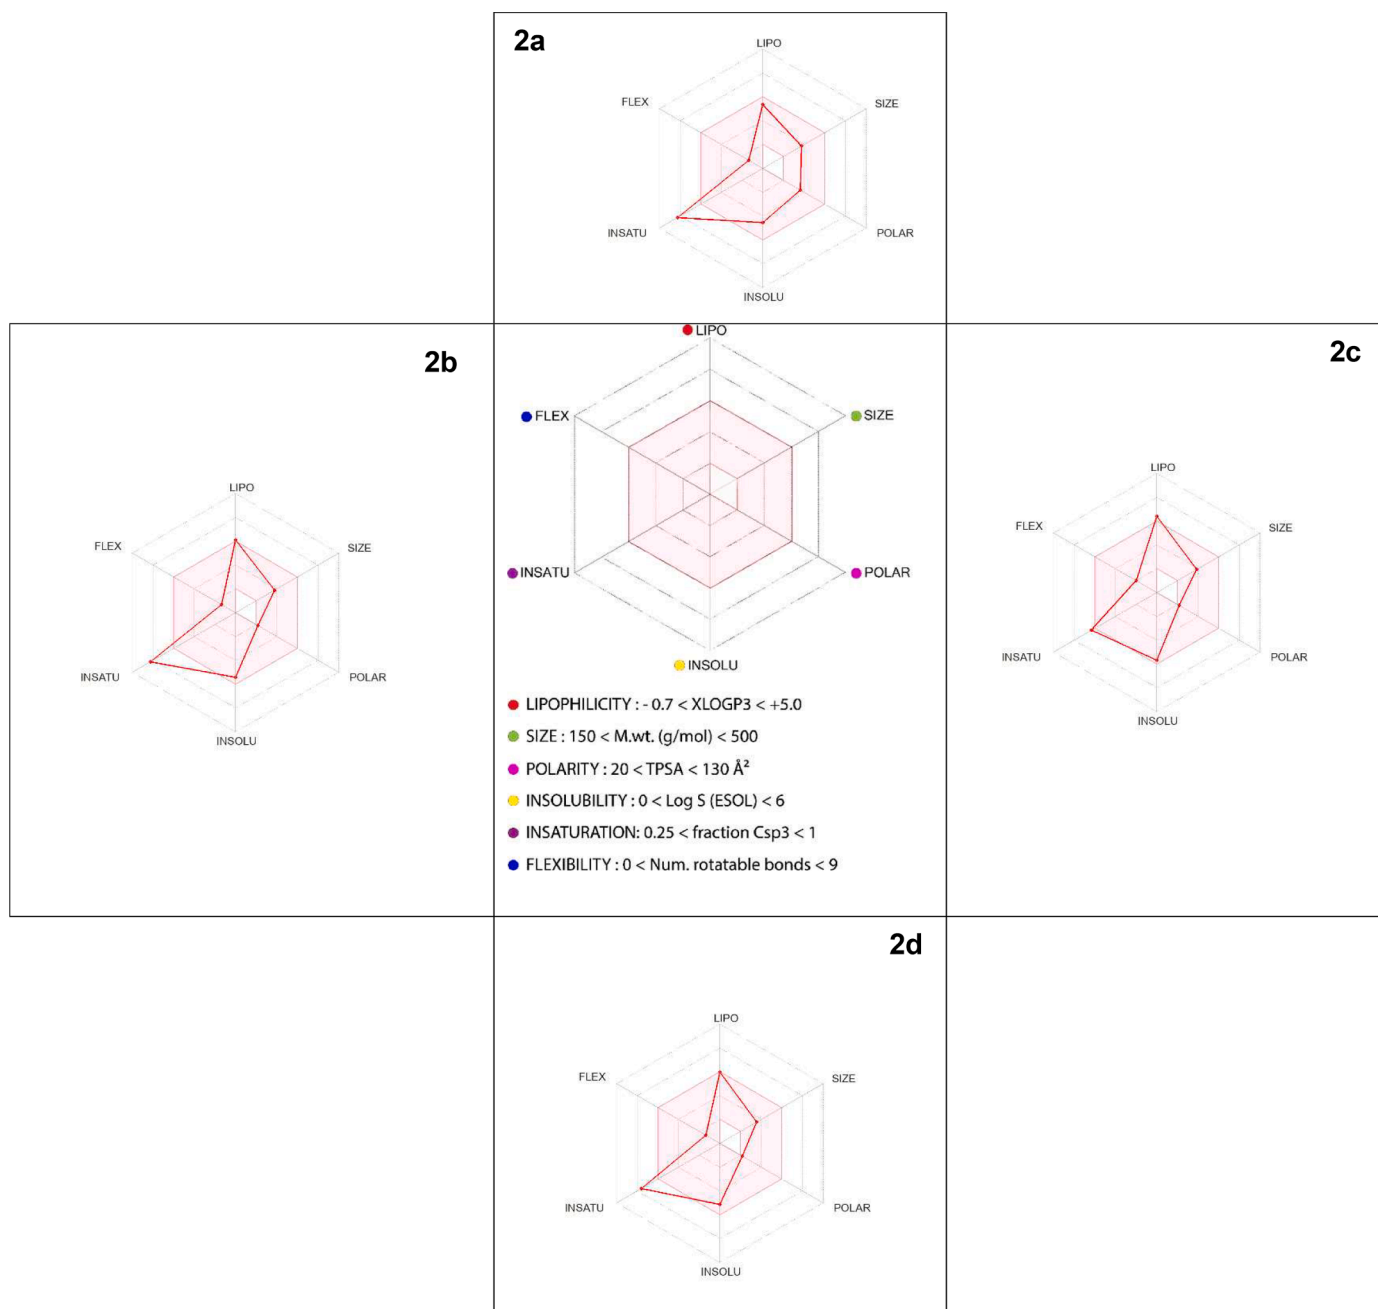 2a
LIPO
FLEX
SIZE
INSATU
POLAR
INSOLU
2b
LIPO
FLEX
SIZE
INSATU
POLAR
INSOLU
LIPO
FLEX
SIZE
INSATU
POLAR
INSOLU
LIPOPHILICITY : - 0.7 < XLOGP3 < +5.0
SIZE : 150 < M.wt. (g/mol) < 500
POLARITY : 20 < TPSA < 130 Å²
INSOLUBILITY : 0 < Log S (ESOL) < 6
INSATURATION: 0.25 < fraction Csp3 < 1
FLEXIBILITY : 0 < Num. rotatable bonds < 9
2c
LIPO
FLEX
SIZE
INSATU
POLAR
INSOLU
2d
LIPO
FLEX
SIZE
INSATU
POLAR
INSOLU